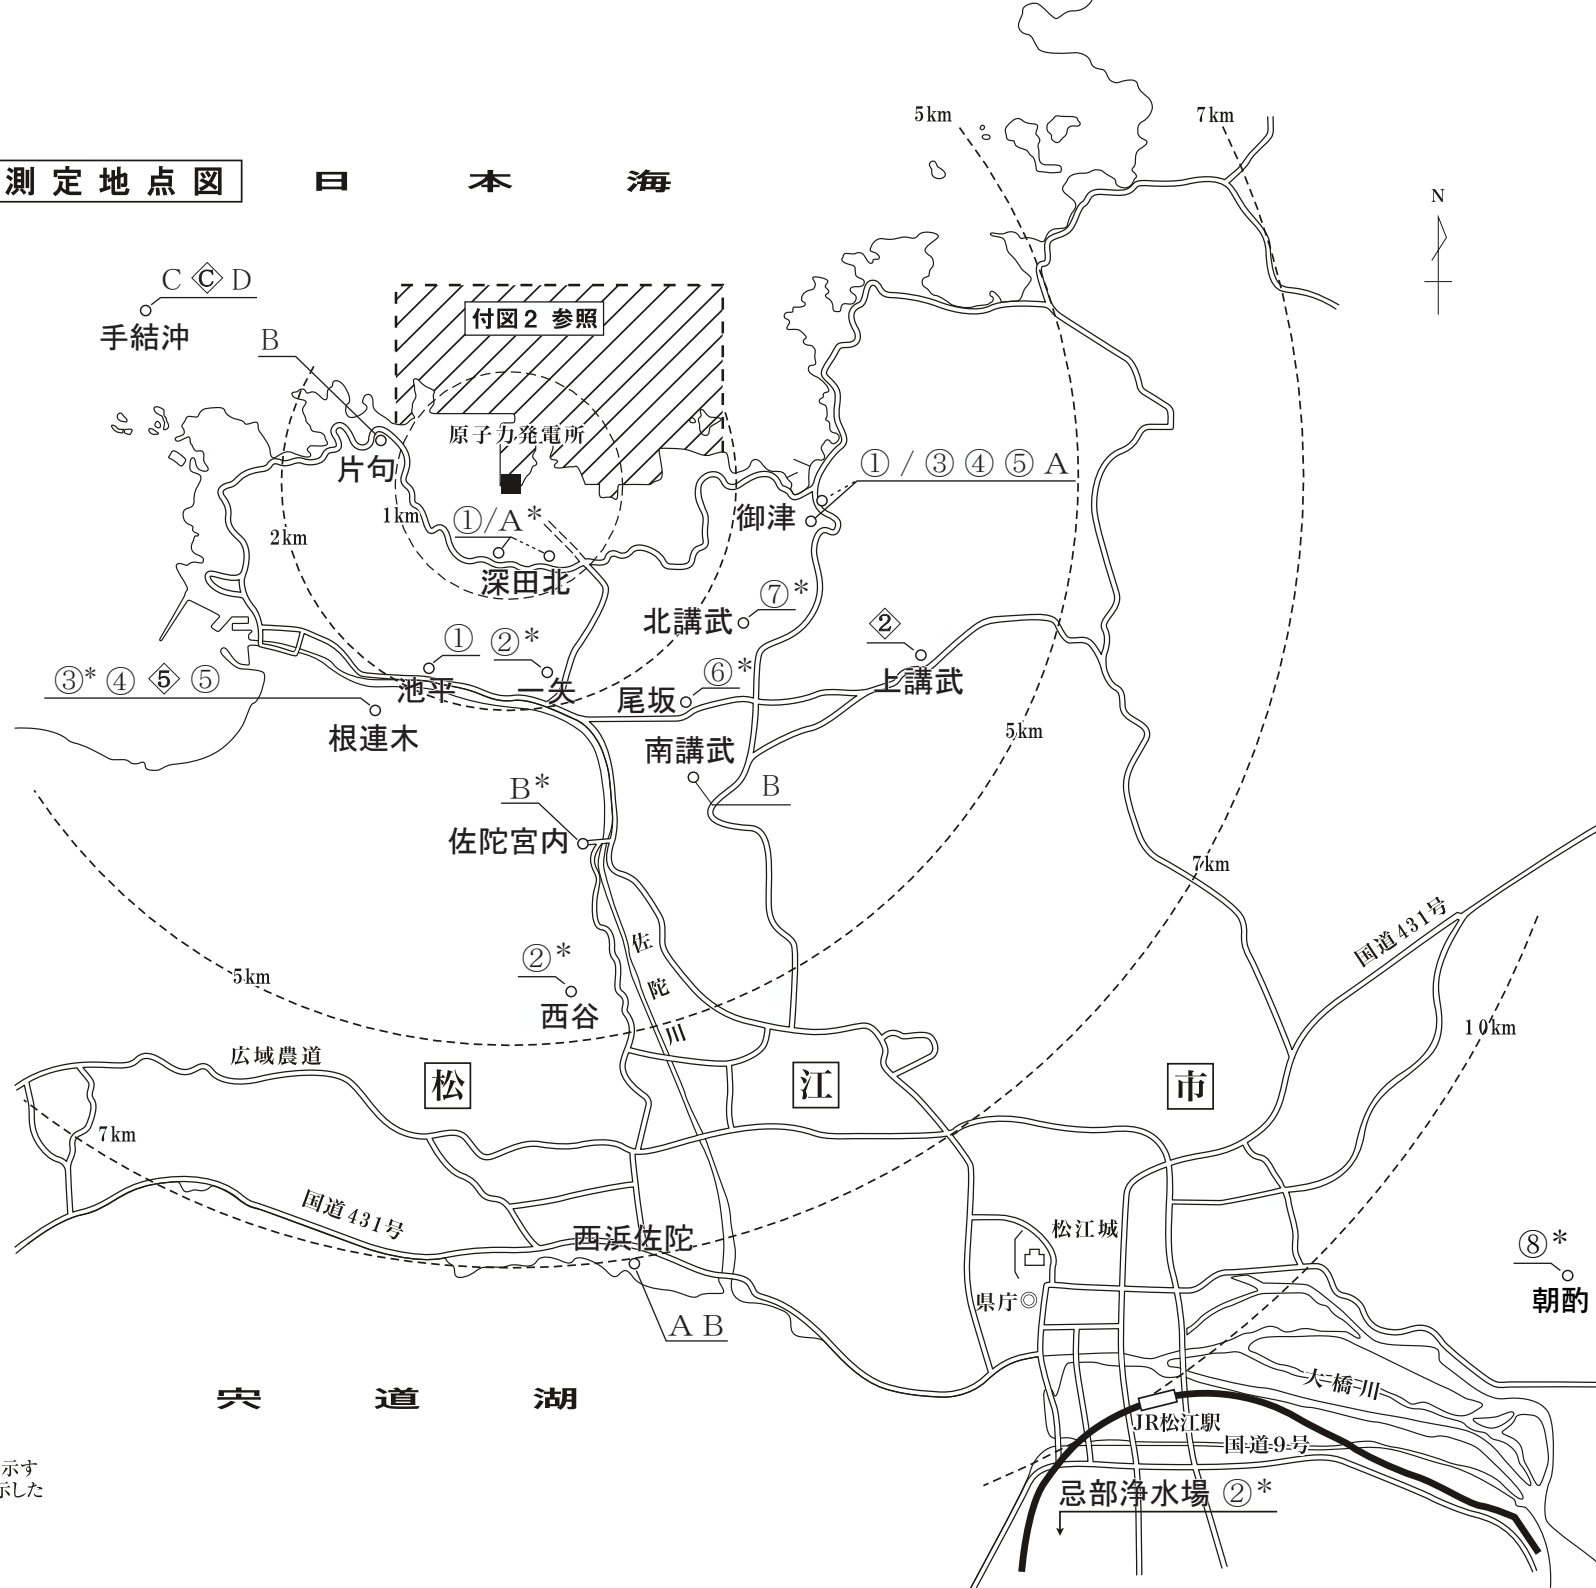 5km
7km
測定地点図
日本海
N
C Ⓒ D
手結沖
付図2 参照
B
原子力発電所
片句
① / ③ ④ ⑤ A
1km
①/A*
御津
2km
深田北
⑦*
北講武
②
① ②*
⑥*
③* ④ ⑤ ⑤
池平
一矢
尾坂
上講武
根連木
南講武
5km
B*
B
佐陀宮内
7km
国道431号
佐陀川
②*
5km
西谷
10km
広域農道
松
江
市
7km
国道431号
西浜佐陀
松江城
⑧*
県庁◎
朝酌
A B
宍道湖
大橋川
JR松江駅
国道9号
示す
示した
忌部浄水場 ②*